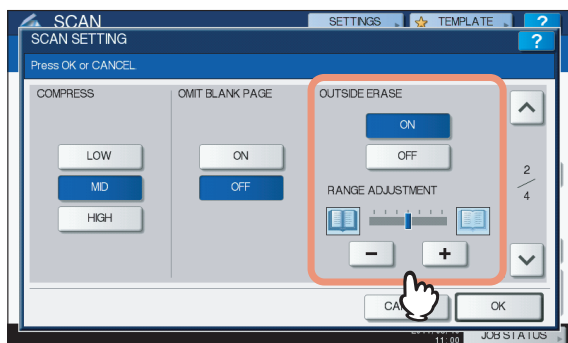 SCAN
SETTINGS
TEMPLATE
?
SCAN SETTING
?
Press OK or CANCEL.
COMPRESS
OMIT BLANK PAGE
OUTSIDE ERASE
ON
LOW
ON
OFF
2
MID
OFF
RANGE ADJUSTMENT
4
HIGH
-
+
OK
11:00
JOB STATUS